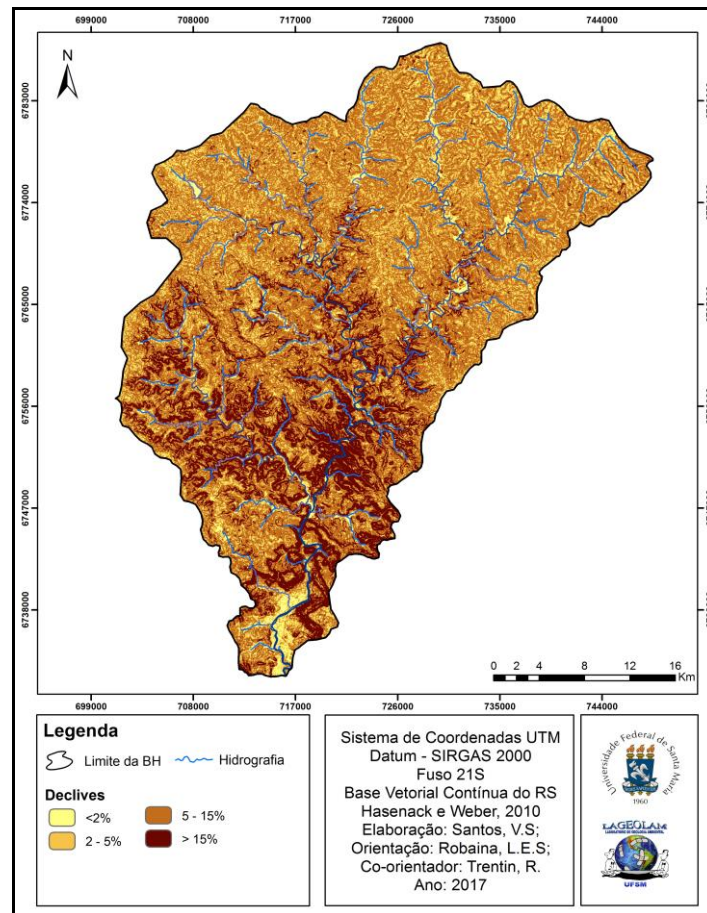 699000 708000 717000 726000 735000 744000
N
6783000
6774000
6765000
6756000
6747000
6738000
0 2 4 8 12 16
Km
699000 708000 717000 726000 735000 744000
Legenda
Limite da BH Hidrografia
Declives
<2% 5 - 15%
2 - 5% > 15%
Sistema de Coordenadas UTM
Datum - SIRGAS 2000
Fuso 21S
Base Vetorial Contínua do RS
Hasenack e Weber, 2010
Elaboração: Santos, V.S;
Orientação: Robaina, L.E.S;
Co-orientador: Trentin, R.
Ano: 2017
Universidade Federal de Santa Maria
1960
LAGEOLAM
UFSM